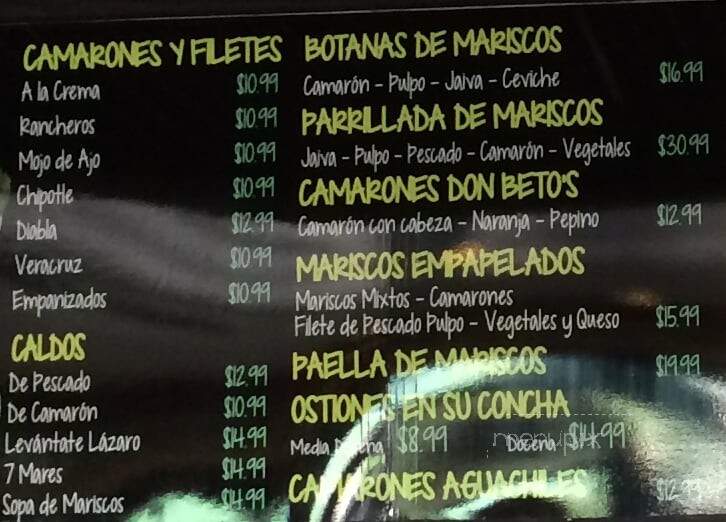 CAMARONES Y FILETES
A la Crema $10.99
Rancheros $10.99
Mojo de Ajo $10.99
Chipotle $10.99
Diabla $12.99
Veracruz $10.99
Empanizados $10.99
CALDOS
De Pescado $12.99
De Camarón $10.99
Levántate Lázaro $14.99
7 Mares $14.99
Sopa de Mariscos $14.99
BOTANAS DE MARISCOS
Camarón - Pulpo - Jaiva - Ceviche $16.99
PARRILLADA DE MARISCOS
Jaiva - Pulpo - Pescado - Camarón - Vegetales $30.99
CAMARONES DON BETO'S
Camarón con cabeza - Naranja - Pepino $12.99
MARISCOS EMPAPELADOS
Mariscos Mixtos - Camarones
Filete de Pescado Pulpo - Vegetales y Queso $15.99
PAELLA DE MARISCOS $19.99
OSTIONES EN SU CONCHA
Media Docena $8.99 Docena $14.99
CAMARONES AGUACHILES $12.99